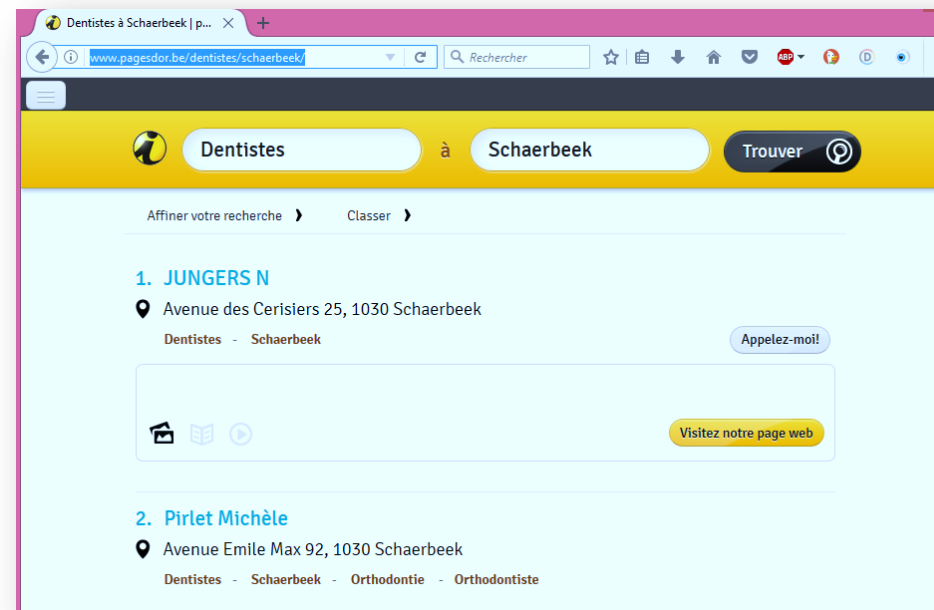 Dentistes à Schaerbeek | p...
www.pagesdor.be/dentistes/schaerbeek/
Rechercher
ABP
D
Dentistes à Schaerbeek Trouver
Affiner votre recherche Classer
1. JUNGERS N
Avenue des Cerisiers 25, 1030 Schaerbeek
Dentistes - Schaerbeek
Appelez-moi!
Visitez notre page web
2. Pirlet Michèle
Avenue Emile Max 92, 1030 Schaerbeek
Dentistes - Schaerbeek - Orthodontie - Orthodontiste